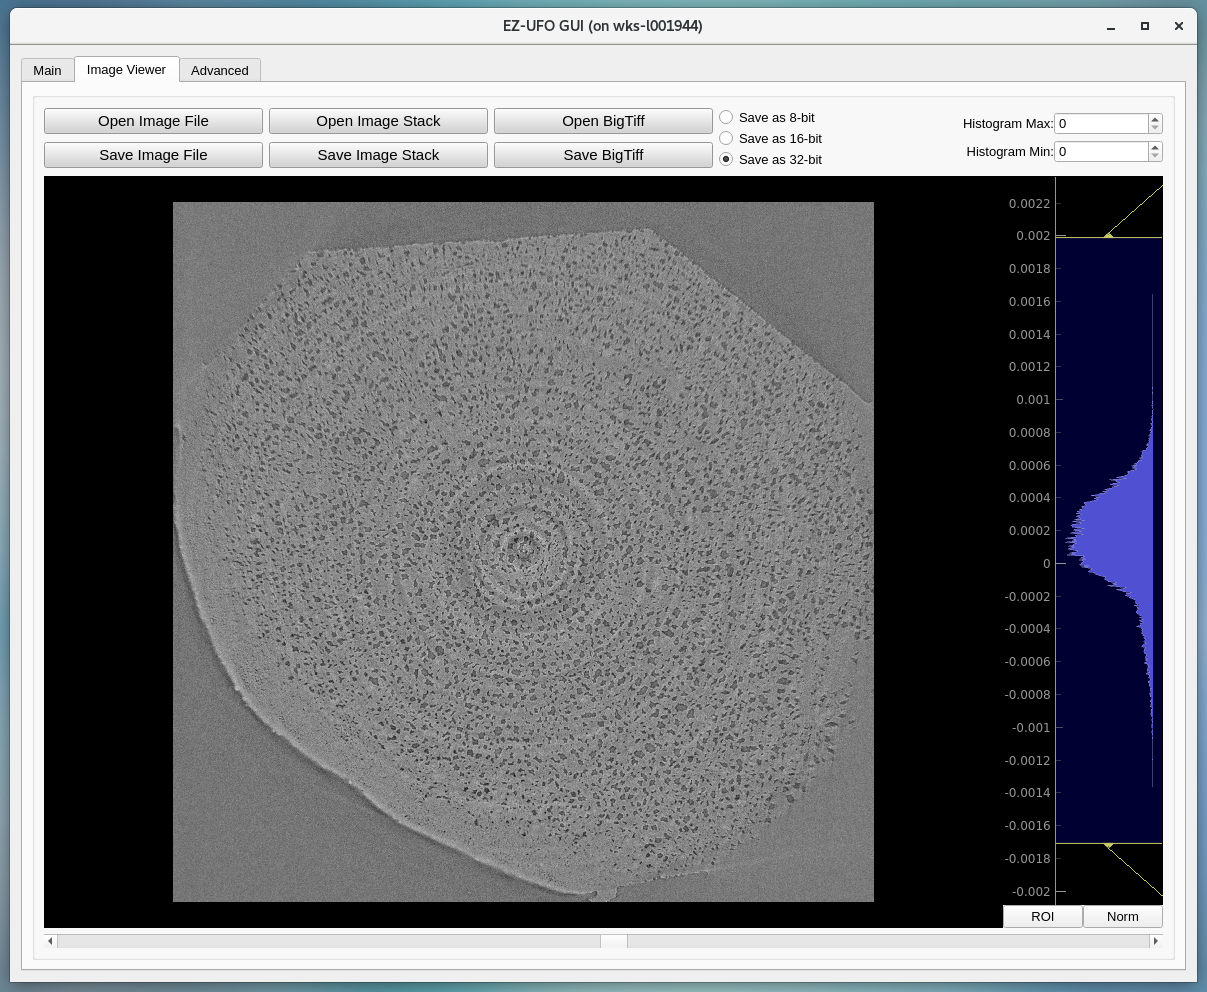 EZ-UFO GUI (on wks-l001944)
Main Image Viewer Advanced
Open Image File Open Image Stack Open BigTiff
Save Image File Save Image Stack Save BigTiff
Save as 8-bit
Save as 16-bit
Save as 32-bit
Histogram Max: 0
Histogram Min: 0
0.0022
0.002
0.0018
0.0016
0.0014
0.0012
0.001
0.0008
0.0006
0.0004
0.0002
0
-0.0002
-0.0004
-0.0006
-0.0008
-0.001
-0.0012
-0.0014
-0.0016
-0.0018
-0.002
ROI Norm